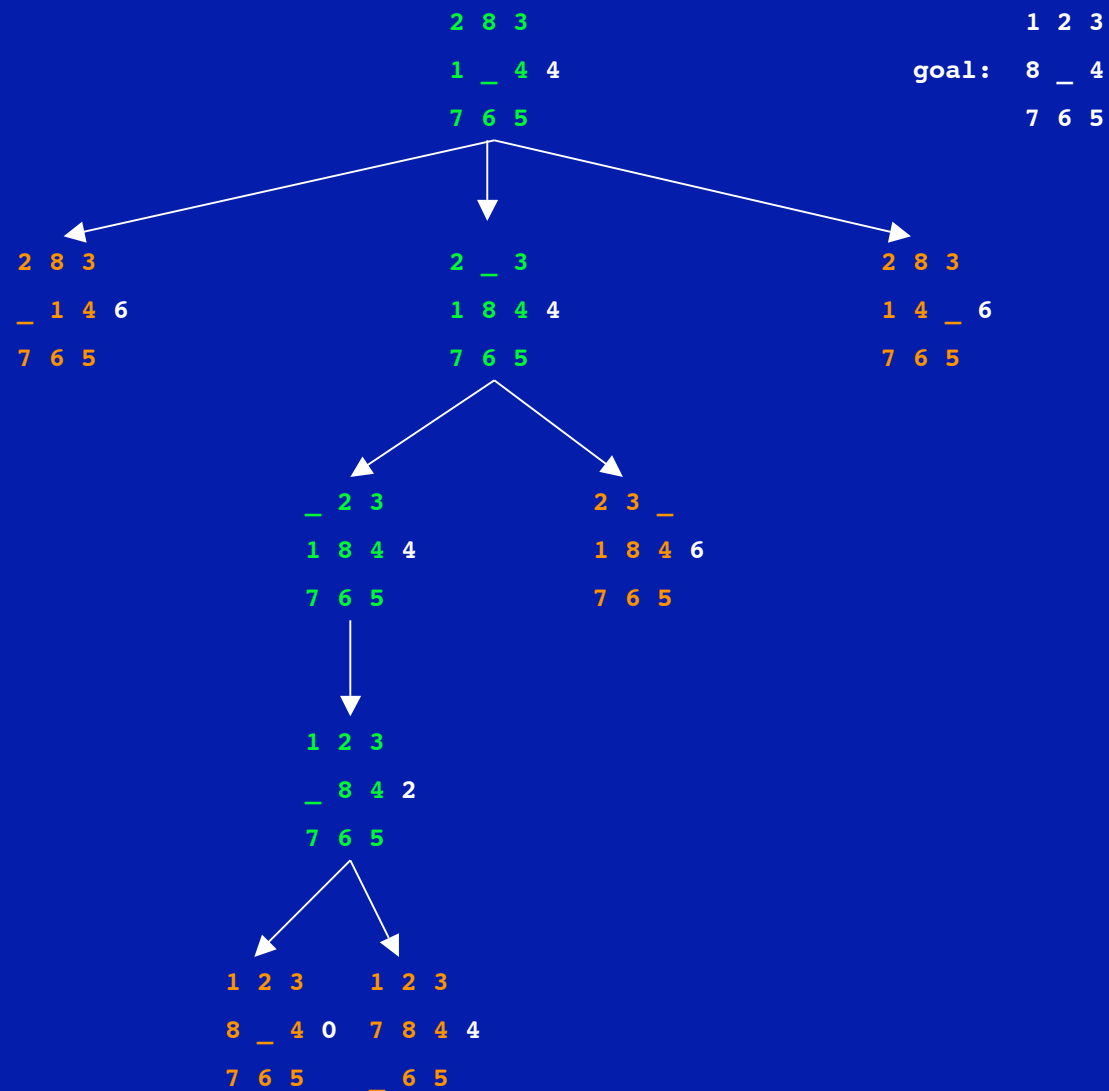 2 8 3 1 2 3
1 _ 4 4 goal: 8 _ 4
7 6 5 7 6 5
2 8 3 2 _ 3 2 8 3
_ 1 4 6 1 8 4 4 1 4 _ 6
7 6 5 7 6 5 7 6 5
_ 2 3 2 3 _
1 8 4 4 1 8 4 6
7 6 5 7 6 5
1 2 3
_ 8 4 2
7 6 5
1 2 3 1 2 3
8 _ 4 0 7 8 4 4
7 6 5 _ 6 5